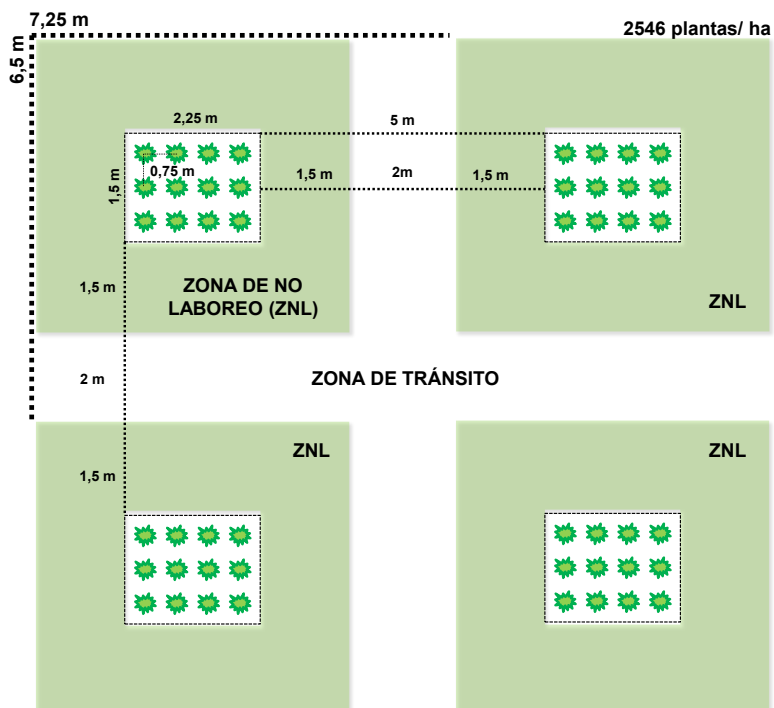 7,25 m
2546 plantas/ ha
6,5 m
2,25 m
5 m
0,75 m
1,5 m
1,5 m
2m
1,5 m
1,5 m
ZONA DE NO
LABOREO (ZNL)
ZNL
2 m
ZONA DE TRÁNSITO
ZNL
ZNL
1,5 m